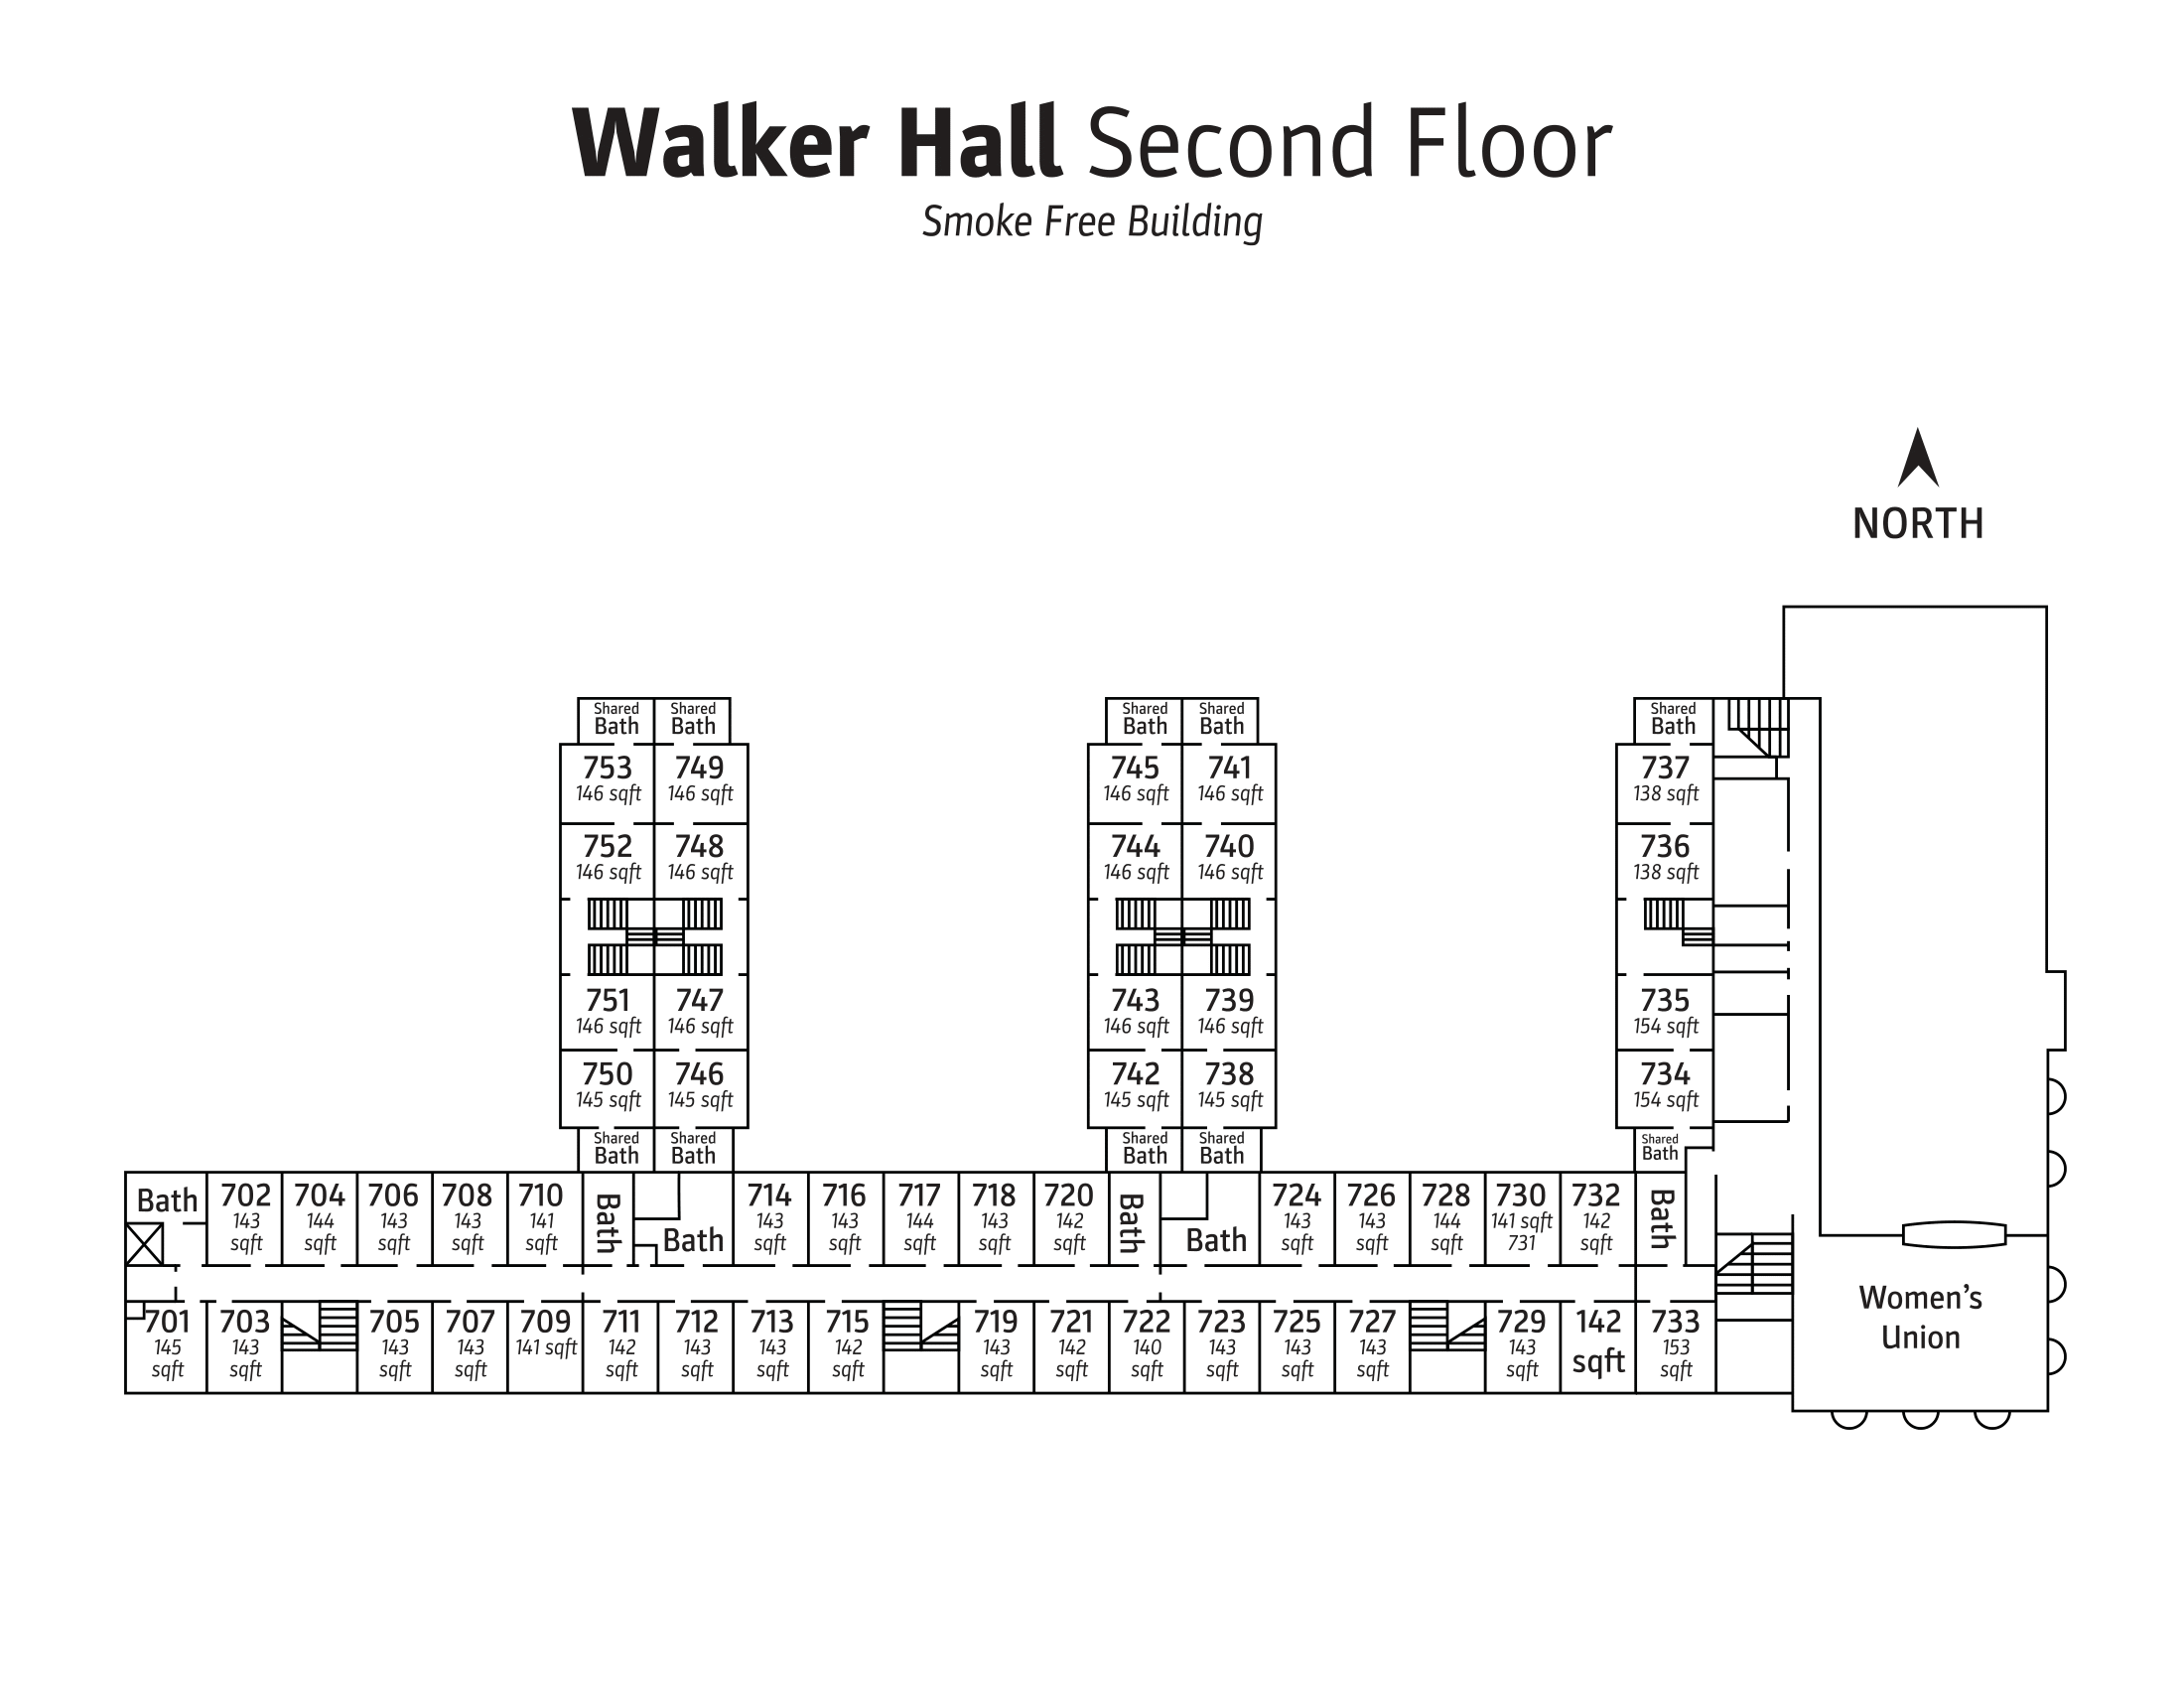 Walker Hall Second Floor
Smoke Free Building
NORTH
Shared
Bath
Shared
Bath
753
146 sqft
749
146 sqft
752
146 sqft
748
146 sqft
751
146 sqft
747
146 sqft
750
145 sqft
746
145 sqft
Shared
Bath
Shared
Bath
Shared
Bath
Shared
Bath
745
146 sqft
741
146 sqft
744
146 sqft
740
146 sqft
743
146 sqft
739
146 sqft
742
145 sqft
738
145 sqft
Shared
Bath
Shared
Bath
Shared
Bath
737
138 sqft
736
138 sqft
735
154 sqft
734
154 sqft
Shared
Bath
Bath
702
143
sqft
704
144
sqft
706
143
sqft
708
143
sqft
710
141
sqft
Bath
Bath
714
143
sqft
716
143
sqft
717
144
sqft
718
143
sqft
720
142
sqft
Bath
Bath
724
143
sqft
726
143
sqft
728
144
sqft
730
141 sqft
731
732
142
sqft
Bath
701
145
sqft
703
143
sqft
705
143
sqft
707
143
sqft
709
141 sqft
711
142
sqft
712
143
sqft
713
143
sqft
715
142
sqft
719
143
sqft
721
142
sqft
722
140
sqft
723
143
sqft
725
143
sqft
727
143
sqft
729
143
sqft
142
sqft
733
153
sqft
Women's
Union